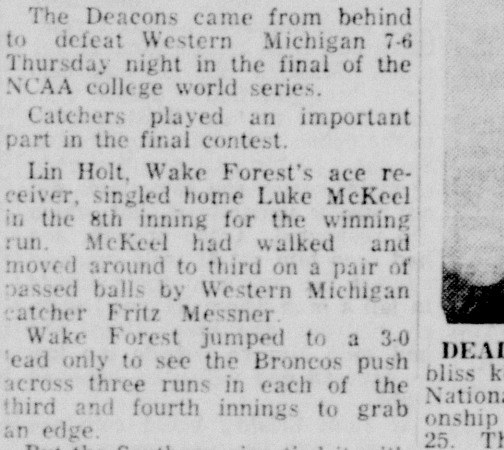 The Deacons came from behind
to defeat Western Michigan 7-6
Thursday night in the final of the
NCAA college world series.
Catchers played an important
part in the final contest.
Lin Holt, Wake Forest's ace re-
ceiver, singled home Luke McKeel
in the 8th inning for the winning
run. McKeel had walked and
moved around to third on a pair of
passed balls by Western Michigan
catcher Fritz Messner.
Wake Forest jumped to a 3-0
lead only to see the Broncos push
across three runs in each of the
third and fourth innings to grab
an edge.
DEAD
bliss k
Nationa
onship
25. Th